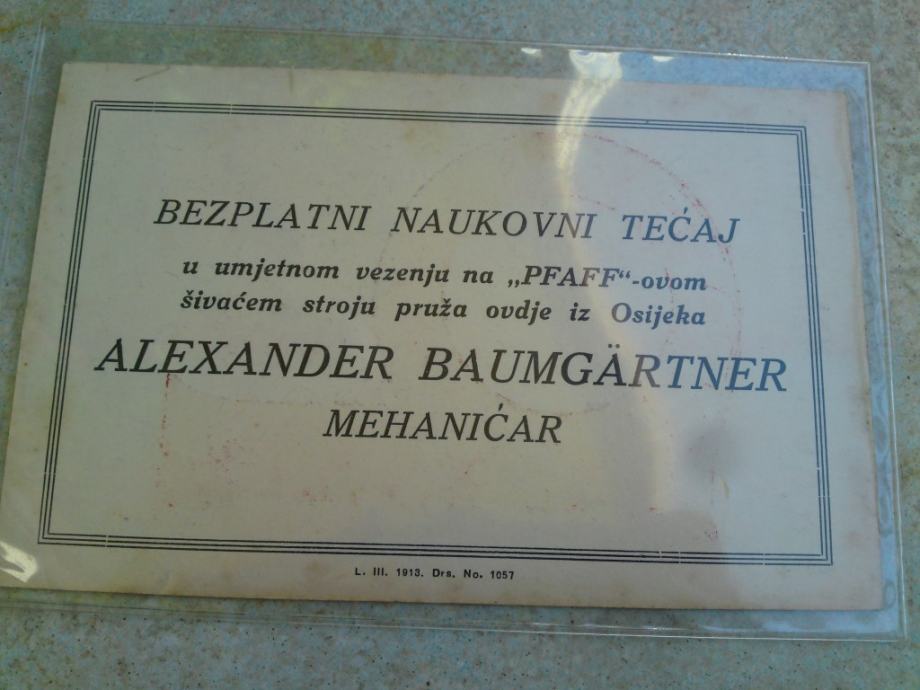 BEZPLATNI NAUKOVNI TEĆAJ
u umjetnom vezenju na „PFAFF“-ovom
šivaćem stroju pruža ovdje iz Osijeka
ALEXANDER BAUMGÄRTNER
MEHANIĆAR
L. III. 1913. Drs. No. 1057